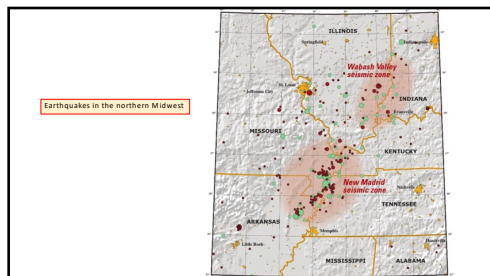 Earthquakes in the northern Midwest
ILLINOIS
Springfield
Indianapolis
Wabash Valley
seismic zone
St. Louis
Jefferson City
INDIANA
Evansville
MISSOURI
KENTUCKY
New Madrid
seismic zone
Nashville
TENNESSEE
ARKANSAS
Memphis
Little Rock
Huntsville
MISSISSIPPI
ALABAMA